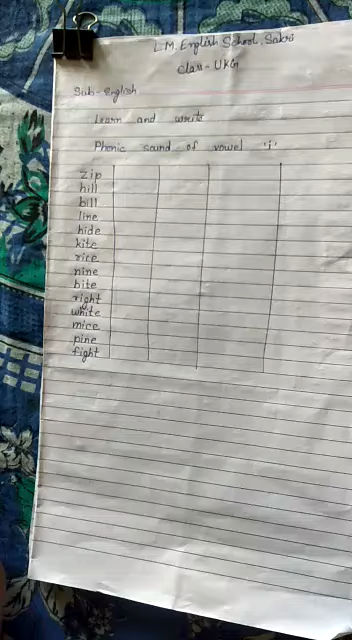 L.M. English School, Sakri
Class - UKG
Sub - English
Learn and write
Phonic sound of vowel 'i'
zip
hill
bill
line
hide
kite
rice
nine
bite
right
white
mice
pine
fight